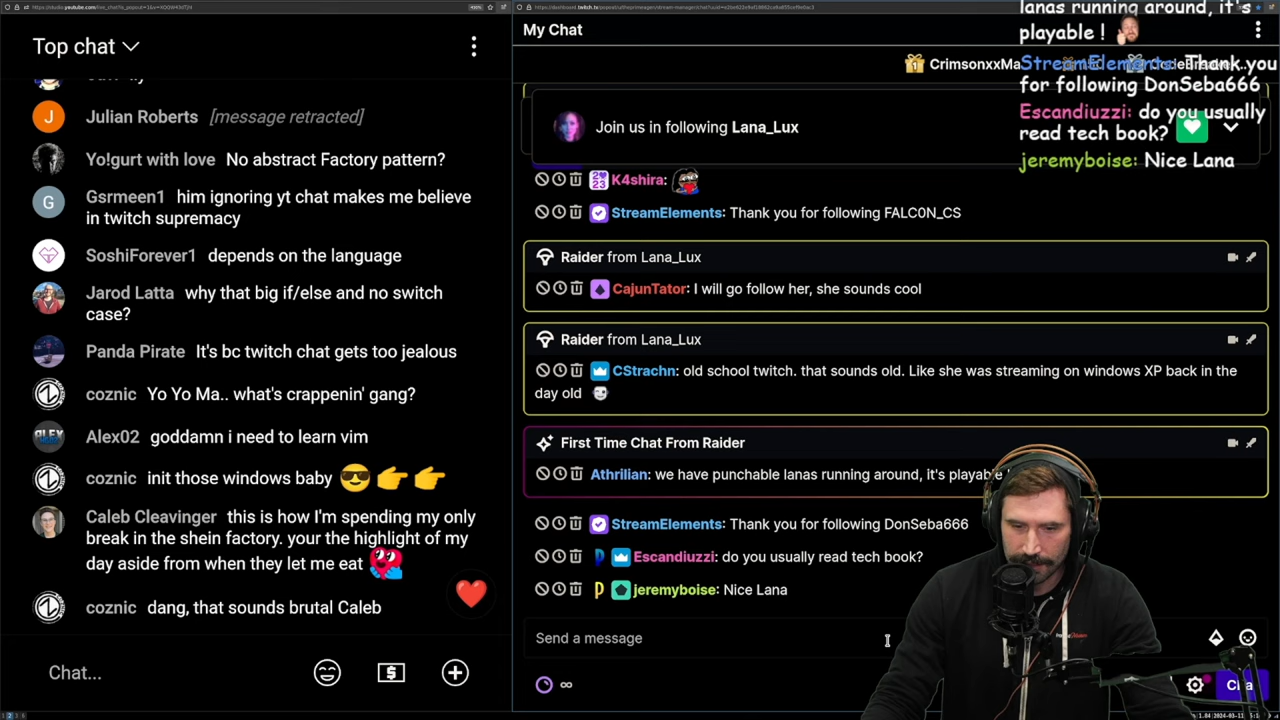 Top chat
Julian Roberts [message retracted]
Yo!gurt with love No abstract Factory pattern?
Gsrmeen1 him ignoring yt chat makes me believe
in twitch supremacy
SoshiForever1 depends on the language
Jarod Latta why that big if/else and no switch
case?
Panda Pirate It's bc twitch chat gets too jealous
coznic Yo Yo Ma.. what's crappenin' gang?
Alex02 goddamn i need to learn vim
coznic init those windows baby
Caleb Cleavinger this is how I'm spending my only
break in the shein factory. your the highlight of my
day aside from when they let me eat
coznic dang, that sounds brutal Caleb
Chat...
My Chat
CrimsonxxMa
Join us in following Lana_Lux
K4shira:
StreamElements: Thank you for following FALC0N_CS
Raider from Lana_Lux
CajunTator: I will go follow her, she sounds cool
Raider from Lana_Lux
CStrachn: old school twitch. that sounds old. Like she was streaming on windows XP back in the
day old
First Time Chat From Raider
Athrilian: we have punchable lanas running around, it's playable
StreamElements: Thank you for following DonSeba666
Escandiuzzi: do you usually read tech book?
jeremyboise: Nice Lana
Send a message
lanas running around, it's
playable !
StreamElements: Thank you
for following DonSeba666
Escandiuzzi: do you usually
read tech book?
jeremyboise: Nice Lana